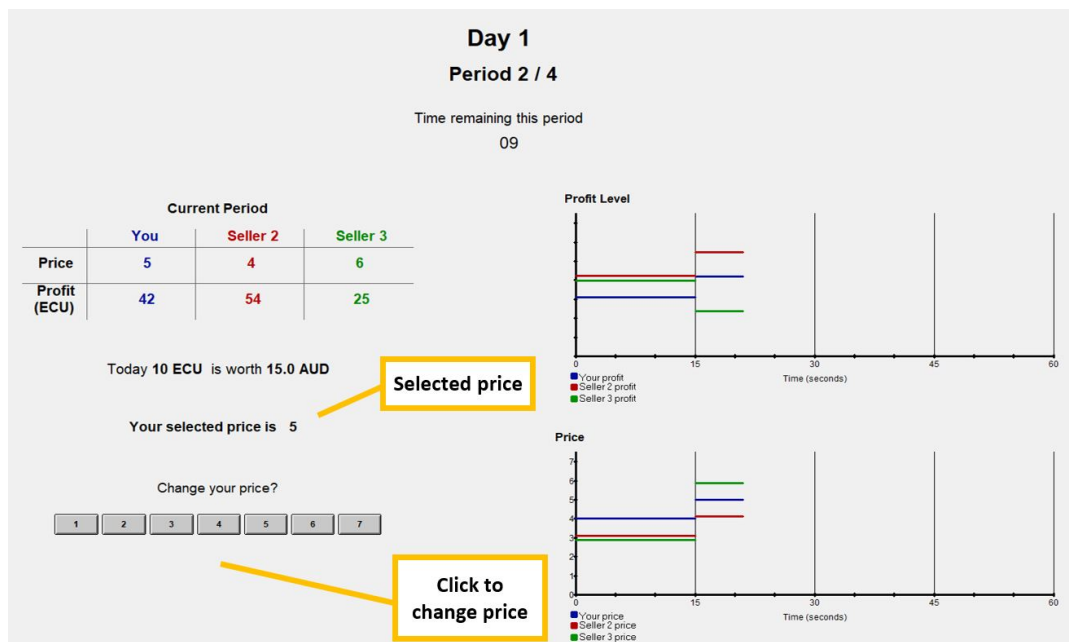 Day 1
Period 2 / 4
Time remaining this period
09
Current Period
You Seller 2 Seller 3
Price 5 4 6
Profit (ECU) 42 54 25
Today 10 ECU is worth 15.0 AUD
Selected price
Your selected price is 5
Change your price?
1 2 3 4 5 6 7
Click to
change price
Profit Level
0 15 30 45 60
Time (seconds)
Your profit
Seller 2 profit
Seller 3 profit
Price
7
6
5
4
3
2
1
0
0 15 30 45 60
Time (seconds)
Your price
Seller 2 price
Seller 3 price